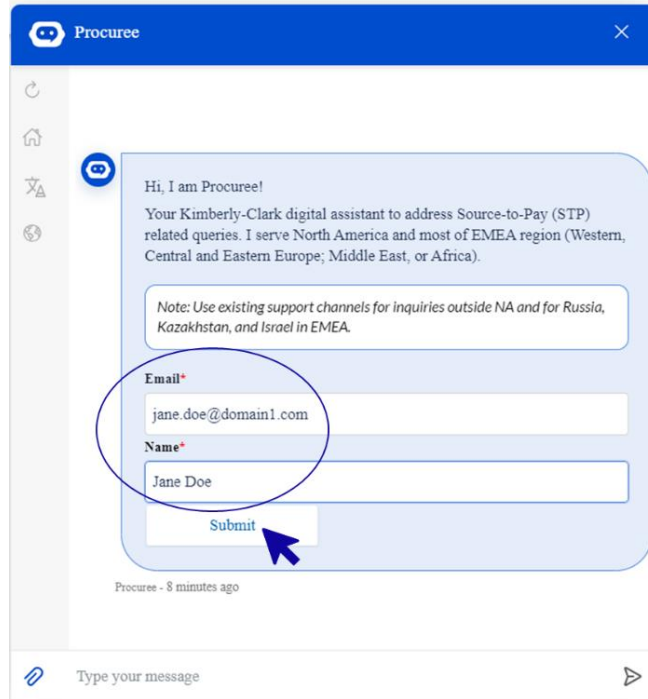 Procuree
Hi, I am Procuree!
Your Kimberly-Clark digital assistant to address Source-to-Pay (STP)
related queries. I serve North America and most of EMEA region (Western,
Central and Eastern Europe; Middle East, or Africa).
Note: Use existing support channels for inquiries outside NA and for Russia,
Kazakhstan, and Israel in EMEA.
Email*
jane.doe@domain1.com
Name*
Jane Doe
Submit
Procuree - 8 minutes ago
Type your message